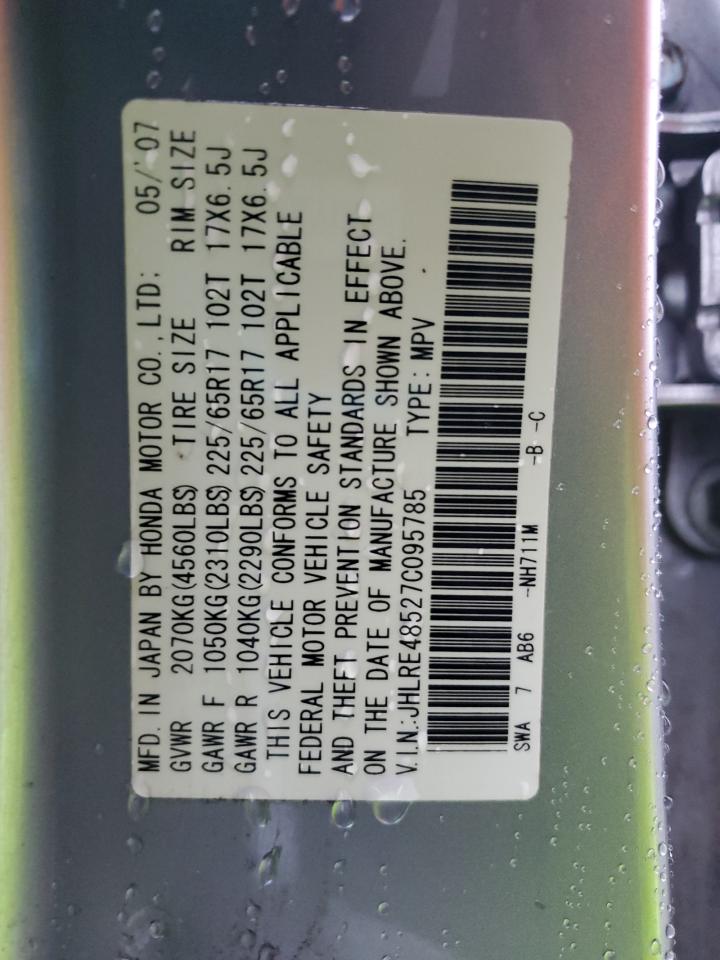 MFD. IN JAPAN BY HONDA MOTOR CO., LTD: 05/'07
GVWR 2070KG(4560LBS) TIRE SIZE RIM SIZE
GAWR F 1050KG(2310LBS) 225/65R17 102T 17X6.5J
GAWR R 1040KG(2290LBS) 225/65R17 102T 17X6.5J
THIS VEHICLE CONFORMS TO ALL APPLICABLE
FEDERAL MOTOR VEHICLE SAFETY
AND THEFT PREVENTION STANDARDS IN EFFECT
ON THE DATE OF MANUFACTURE SHOWN ABOVE.
V.I.N.:JHLRE48527C095785 TYPE: MPV
SWA 7 AB6 -NH711M -B -C